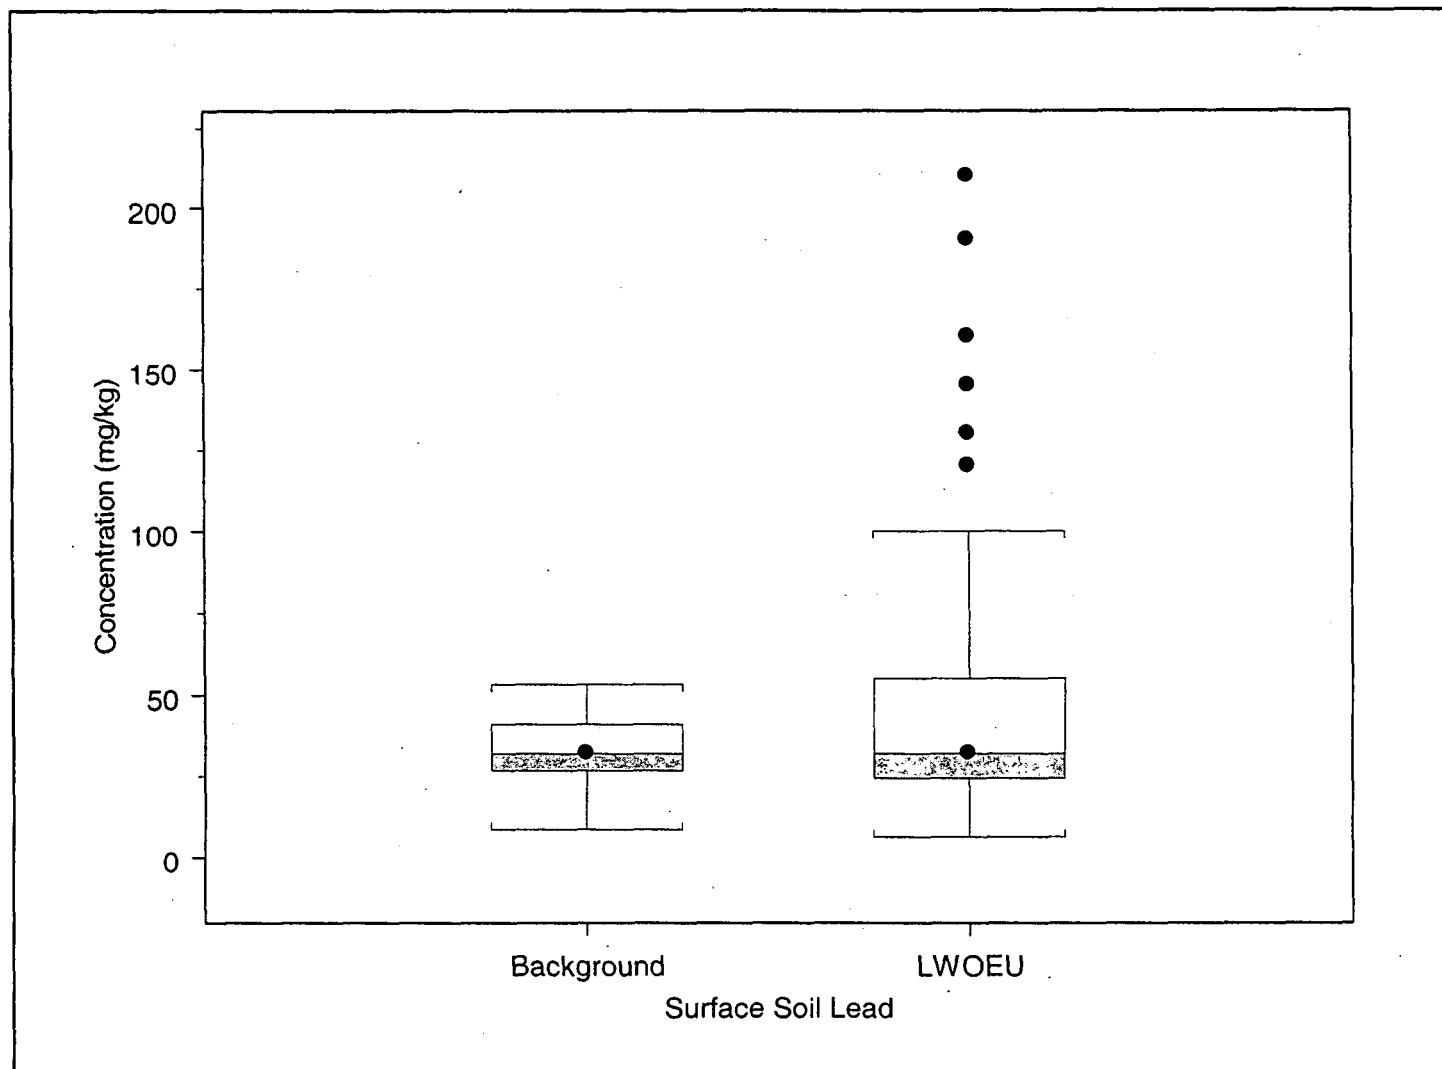 200
150
100
50
0
Concentration (mg/kg)
Background
LWOEU
Surface Soil Lead